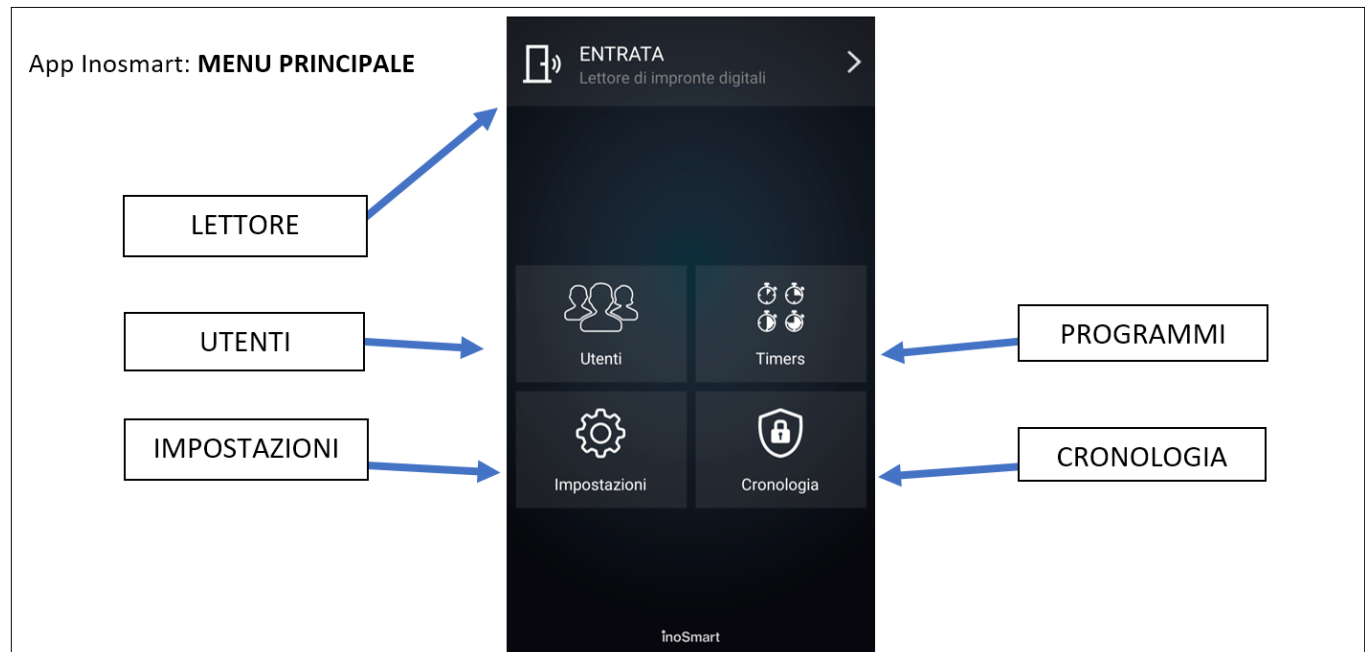 App Inosmart: MENU PRINCIPALE
ENTRATA
Lettore di impronte digitali
LETTORE
UTENTI
IMPOSTAZIONI
Utenti
Timers
Impostazioni
Cronologia
PROGRAMMI
CRONOLOGIA
inoSmart